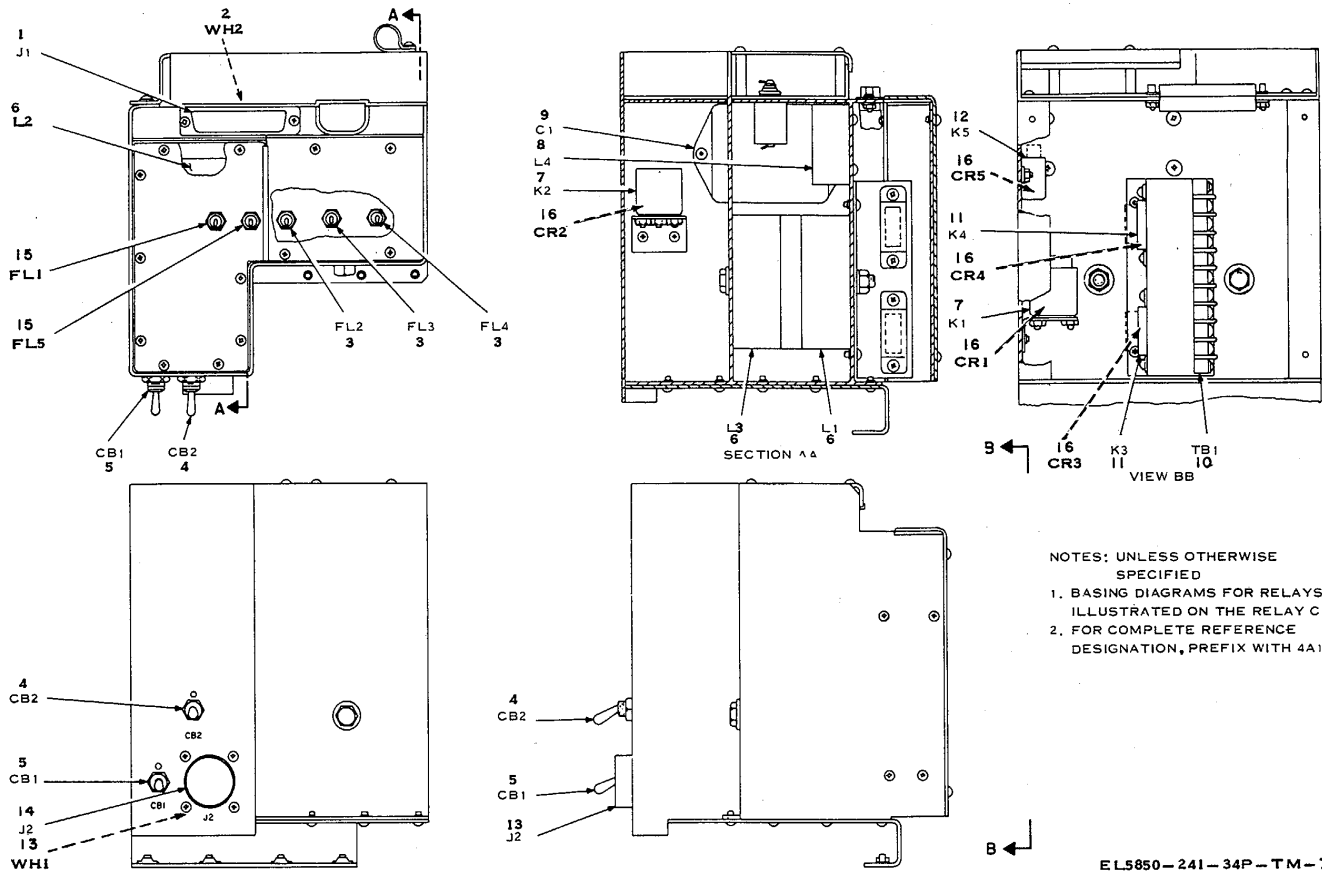 1
J1
2
WH2
A
6
L2
15
FL1
15
FL5
FL2
3
FL3
3
FL4
3
CB1
5
CB2
4
A
9
C1
8
L4
7
K2
16
CR2
L3
6
L1
6
SECTION AA
12
K5
16
CR5
11
K4
16
CR4
7
K1
16
CR1
B
16
CR3
K3
11
TB1
10
VIEW BB
4
CB2
CB2
5
CB1
CB1
14
J2
J2
13
WH1
4
CB2
5
CB1
13
J2
B
NOTES: UNLESS OTHERWISE
SPECIFIED
1. BASING DIAGRAMS FOR RELAYS
ILLUSTRATED ON THE RELAY C
2. FOR COMPLETE REFERENCE
DESIGNATION, PREFIX WITH 4A1
EL5850-241-34P-TM-